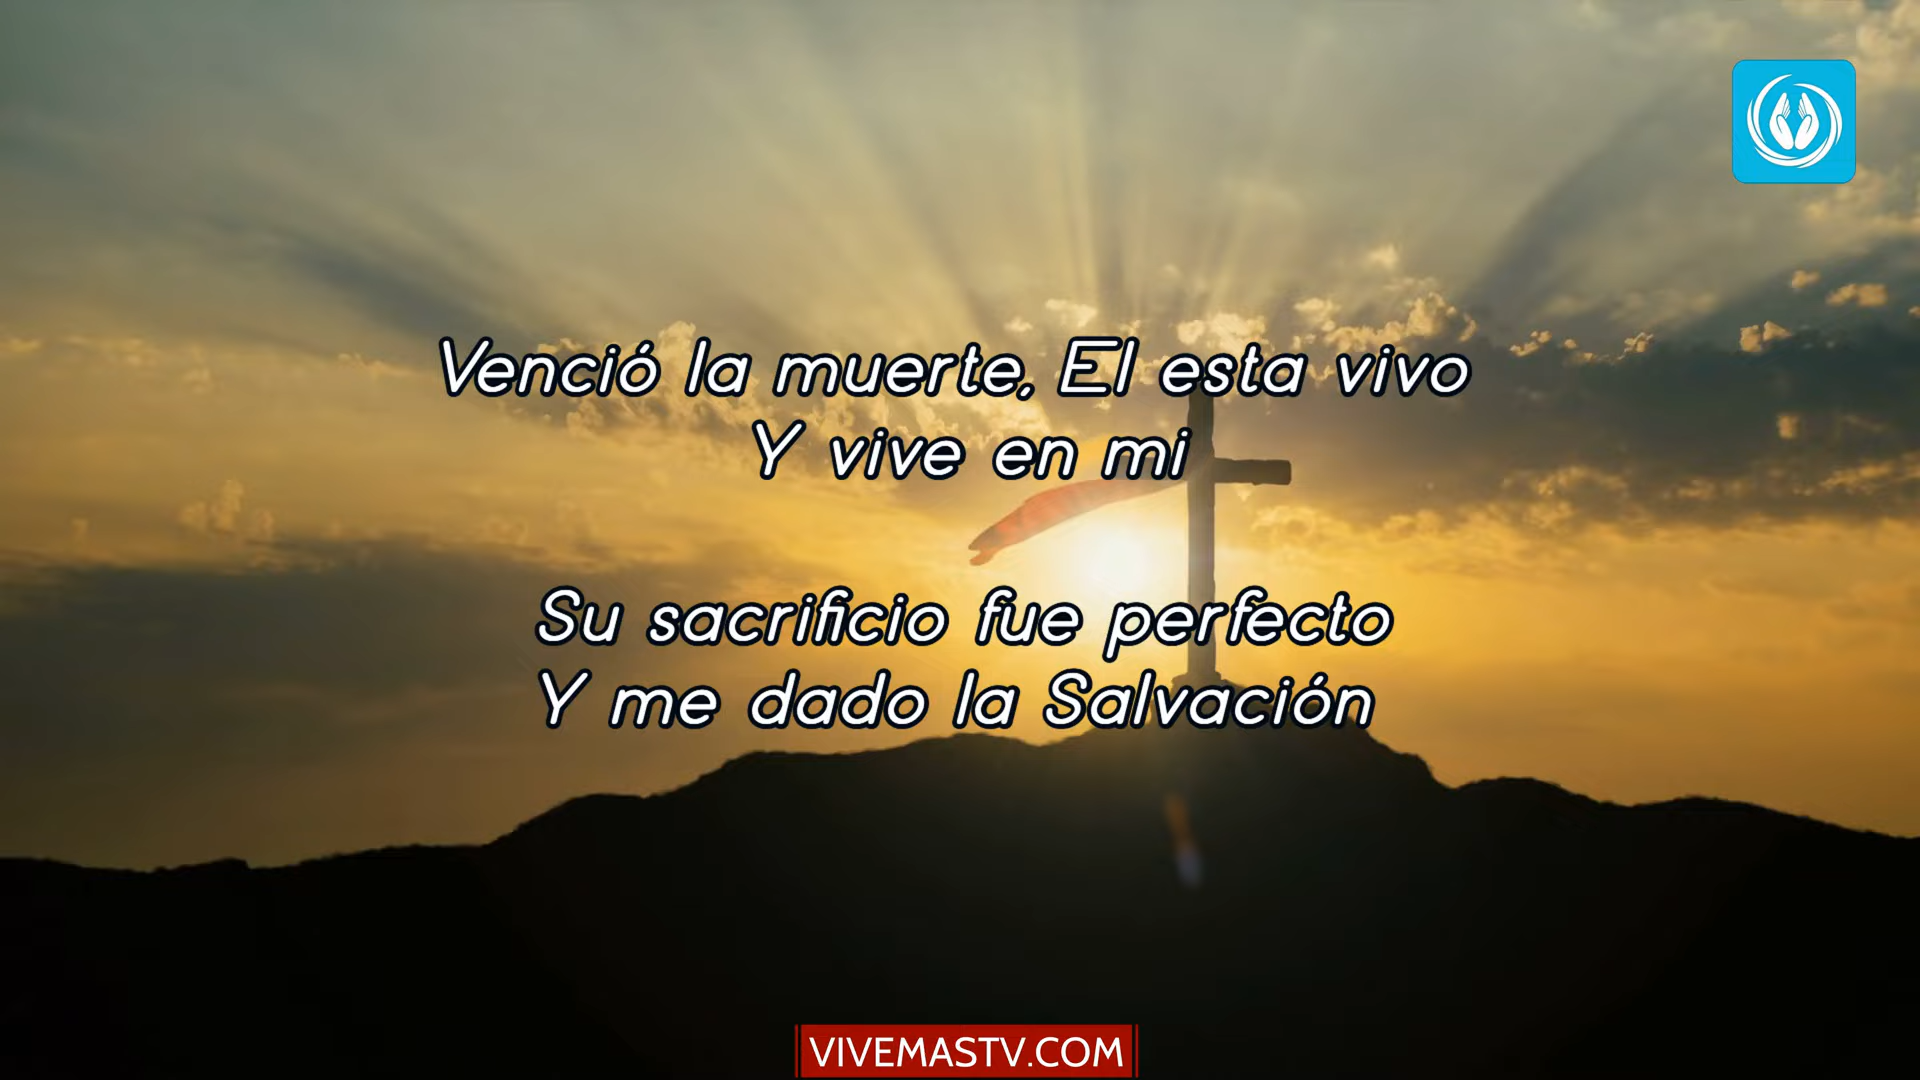 Venció la muerte, El esta vivo
Y vive en mi
Su sacrificio fue perfecto
Y me dado la Salvación
VIVEMASTV.COM